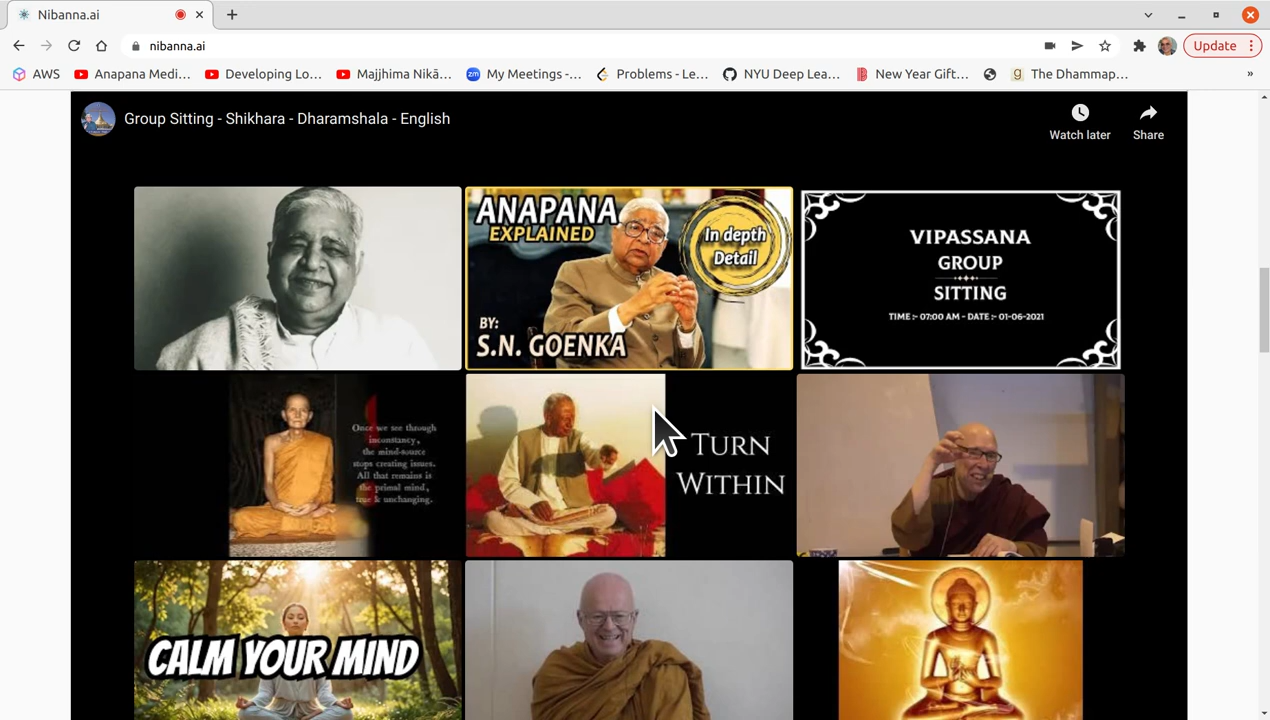 Nibanna.ai
nibanna.ai
Update
AWS
Anapana Medi...
Developing Lo...
Majjhima Nikā...
zm
My Meetings -...
Problems - Le...
NYU Deep Lea...
New Year Gift...
g
The Dhammap...
»
Group Sitting - Shikhara - Dharamshala - English
Watch later
Share
ANAPANA
EXPLAINED
In depth
Detail
BY:
S.N. GOENKA
VIPASSANA
GROUP
SITTING
TIME :- 07:00 AM - DATE :- 01-06-2021
Once we see through
inconstancy,
the mind-source
stops creating issues.
All that remains is
the primal mind,
true & unchanging.
TURN
WITHIN
CALM YOUR MIND